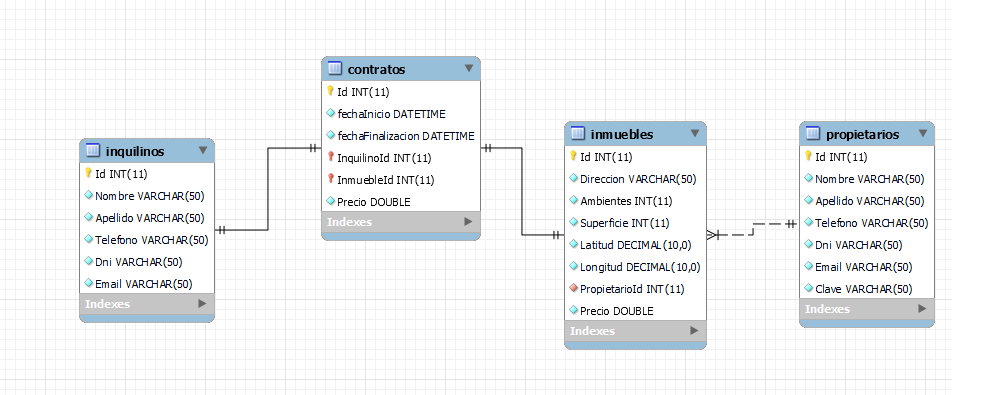 inquilinos
Id INT(11)
Nombre VARCHAR(50)
Apellido VARCHAR(50)
Telefono VARCHAR(50)
Dni VARCHAR(50)
Email VARCHAR(50)
Indexes
contratos
Id INT(11)
fechaInicio DATETIME
fechaFinalizacion DATETIME
InquilinoId INT(11)
InmuebleId INT(11)
Precio DOUBLE
Indexes
inmuebles
Id INT(11)
Direccion VARCHAR(50)
Ambientes INT(11)
Superficie INT(11)
Latitud DECIMAL(10,0)
Longitud DECIMAL(10,0)
PropietarioId INT(11)
Precio DOUBLE
Indexes
propietarios
Id INT(11)
Nombre VARCHAR(50)
Apellido VARCHAR(50)
Telefono VARCHAR(50)
Dni VARCHAR(50)
Email VARCHAR(50)
Clave VARCHAR(50)
Indexes